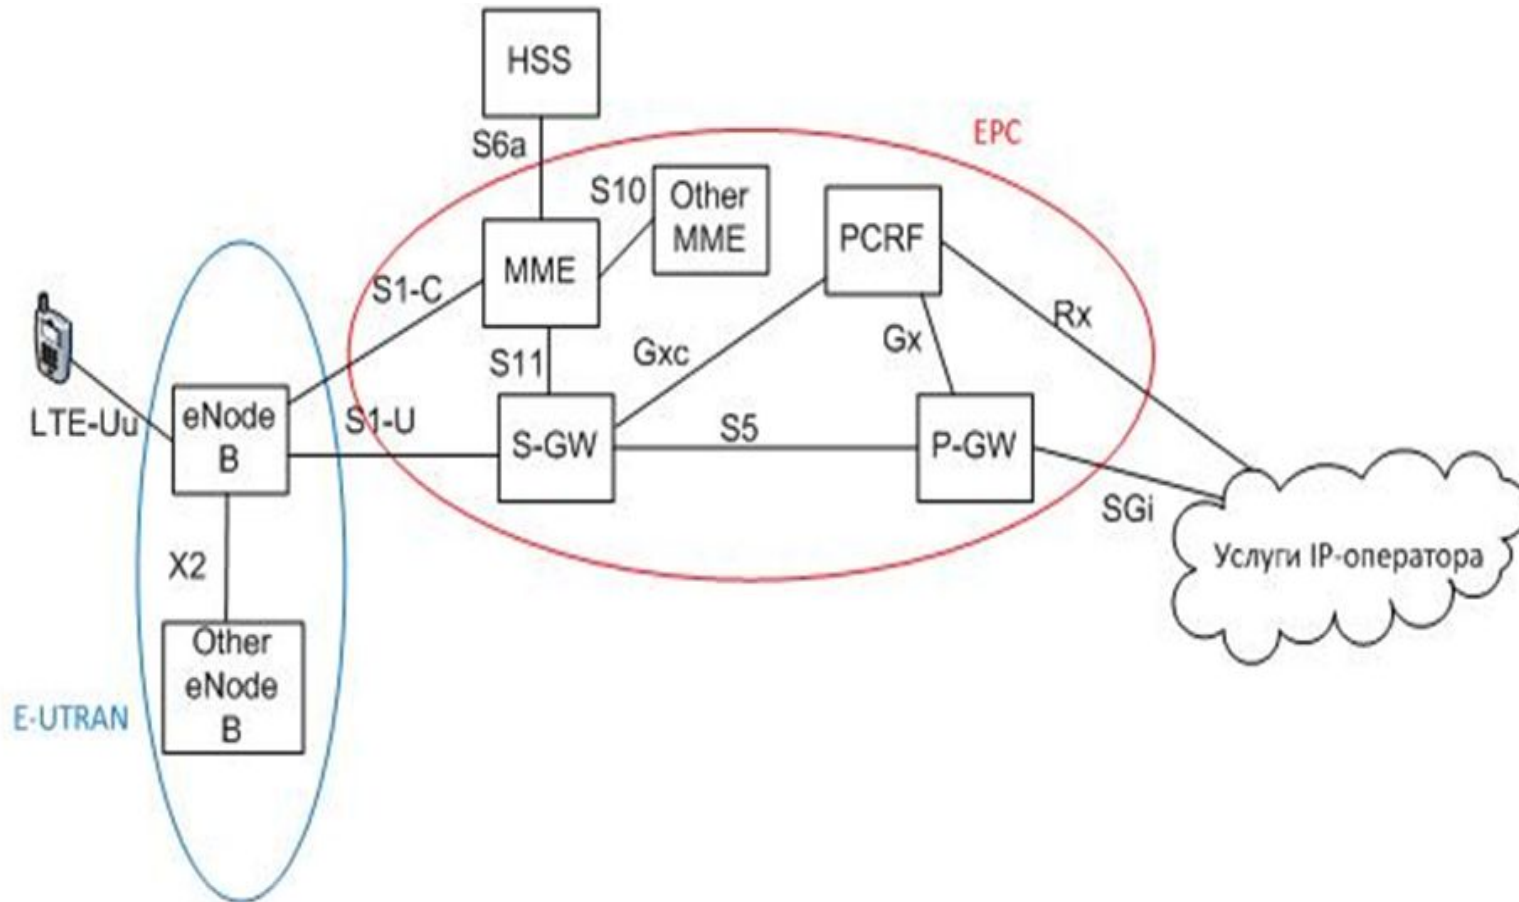 HSS
S6a
EPC
S10
Other
MME
PCRF
MME
S1-C
Rx
Gx
Gxc
S11
LTE-Uu
eNode
B
S1-U
S-GW
S5
P-GW
SGi
Услуги IP-оператора
X2
Other
eNode
B
E-UTRAN